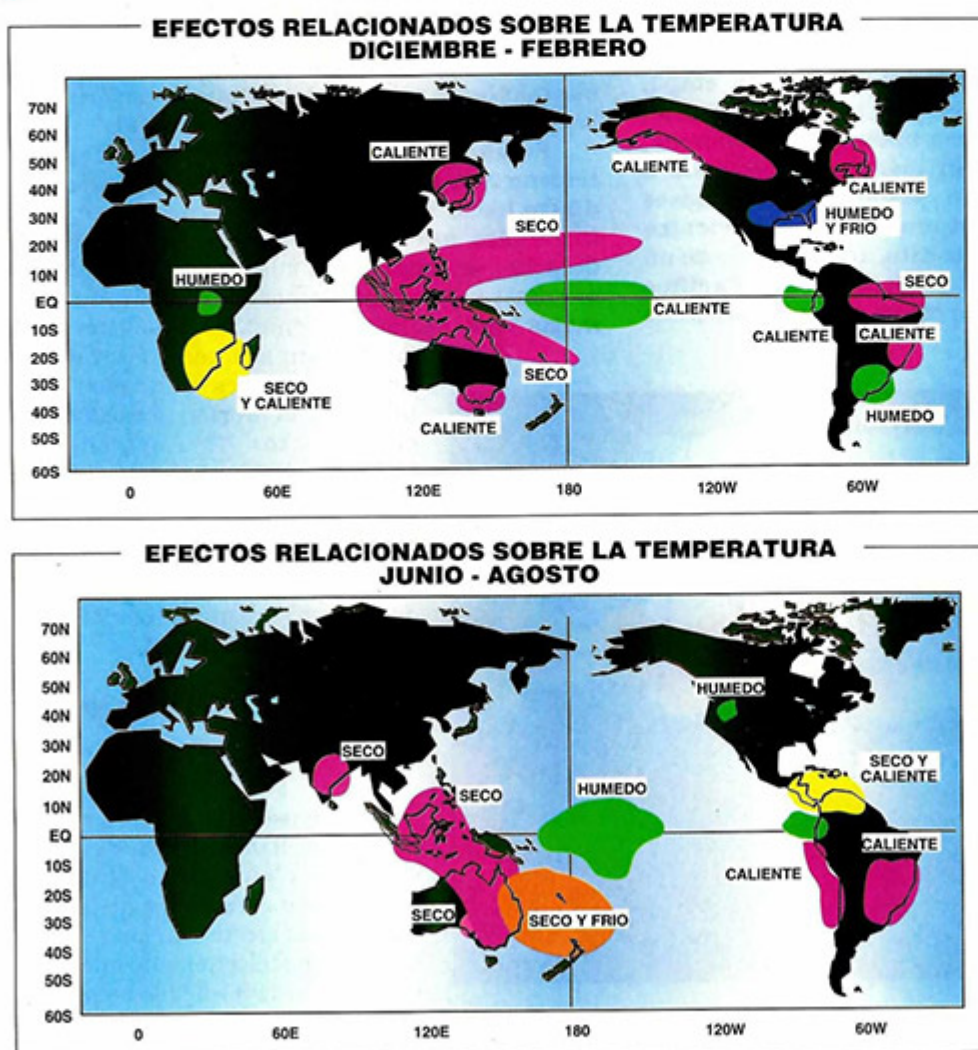 EFECTOS RELACIONADOS SOBRE LA TEMPERATURA
DICIEMBRE - FEBRERO
70N
60N
50N
40N
30N
20N
10N
EQ
10S
20S
30S
40S
50S
60S
CALIENTE
CALIENTE
CALIENTE
HUMEDO
Y FRIO
SECO
HUMEDO
SECO
CALIENTE
CALIENTE
CALIENTE
SECO
SECO
Y CALIENTE
CALIENTE
HUMEDO
0
60E
120E
180
120W
60W
EFECTOS RELACIONADOS SOBRE LA TEMPERATURA
JUNIO - AGOSTO
70N
60N
50N
40N
30N
20N
10N
EQ
10S
20S
30S
40S
50S
60S
HUMEDO
SECO
SECO Y
CALIENTE
SECO
HUMEDO
CALIENTE
CALIENTE
SECO
SECO Y FRIO
0
60E
120E
180
120W
60W